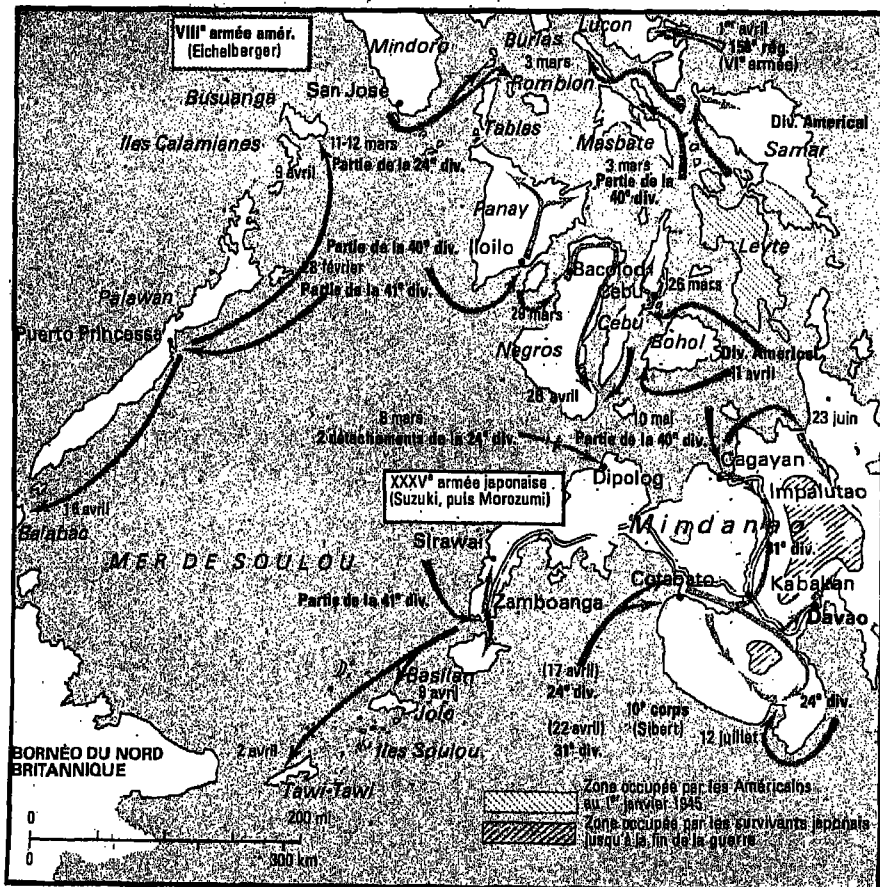 VIIIᵉ armée amér.
(Eichelberger)
Mindoro
Burias
3 mars
Romblon
Luçon
1ᵉʳ avril
158ᵉ rég.
(VIᵉ armée)
Busuanga
San José
Iles Calamianes
11-12 mars
Partie de la 24ᵉ div.
9 avril
Tablas
Masbate
3 mars
Partie de la
40ᵉ div.
Div. Americal
Samar
Panay
Partie de la 40ᵉ div.
Iloilo
28 février
Partie de la 41ᵉ div.
Leyte
Bacolod
Cebu
26 mars
Palawan
Puerto Princessa
29 mars
Cebu
Negros
Bohol
Div. Americal
11 avril
26 avril
8 mars
2 détachements de la 24ᵉ div.
10 mai
Partie de la 40ᵉ div.
23 juin
Cagayan
XXXVᵉ armée japonaise
(Suzuki, puis Morozumi)
Dipolog
Impalutao
16 avril
Balabac
Mindanao
31ᵉ div.
MER DE SOULOU
Sirawai
Cotabato
Kabakan
Partie de la 41ᵉ div.
Zamboanga
Davao
Basilan
9 avril
Jolo
(17 avril)
24ᵉ div.
24ᵉ div.
10ᵉ corps
(Sibert)
(22 avril)
31ᵉ div.
12 juillet
2 avril
Iles Soulou
BORNÉO DU NORD
BRITANNIQUE
Tawi-Tawi
Zone occupée par les Américains
au 1ᵉʳ janvier 1945
Zone occupée par les survivants japonais
jusqu'à la fin de la guerre
0
200 ml
0
300 km